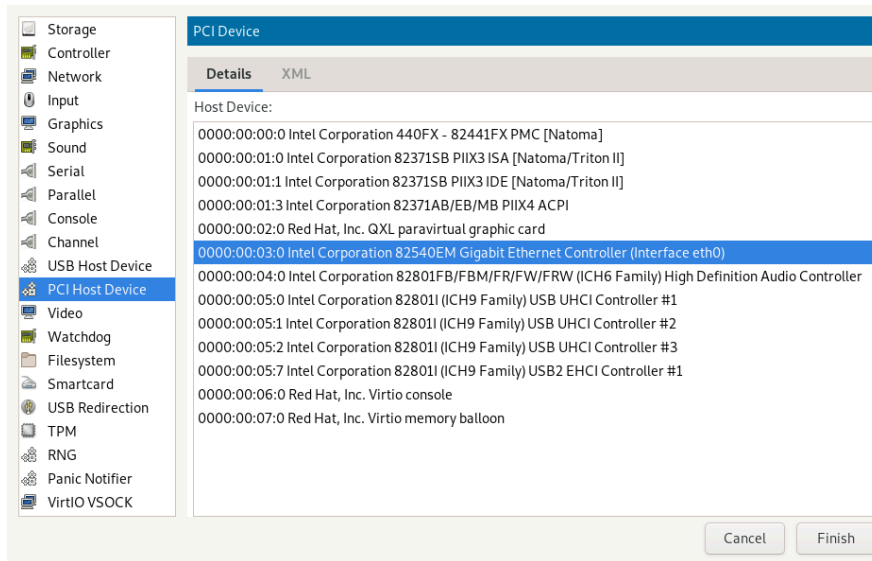 Storage
Controller
Network
Input
Graphics
Sound
Serial
Parallel
Console
Channel
USB Host Device
PCI Host Device
Video
Watchdog
Filesystem
Smartcard
USB Redirection
TPM
RNG
Panic Notifier
VirtIO VSOCK
PCI Device
Details XML
Host Device:
0000:00:00:0 Intel Corporation 440FX - 82441FX PMC [Natoma]
0000:00:01:0 Intel Corporation 82371SB PIIX3 ISA [Natoma/Triton II]
0000:00:01:1 Intel Corporation 82371SB PIIX3 IDE [Natoma/Triton II]
0000:00:01:3 Intel Corporation 82371AB/EB/MB PIIX4 ACPI
0000:00:02:0 Red Hat, Inc. QXL paravirtual graphic card
0000:00:03:0 Intel Corporation 82540EM Gigabit Ethernet Controller (Interface eth0)
0000:00:04:0 Intel Corporation 82801FB/FBM/FR/FW/FRW (ICH6 Family) High Definition Audio Controller
0000:00:05:0 Intel Corporation 82801I (ICH9 Family) USB UHCI Controller #1
0000:00:05:1 Intel Corporation 82801I (ICH9 Family) USB UHCI Controller #2
0000:00:05:2 Intel Corporation 82801I (ICH9 Family) USB UHCI Controller #3
0000:00:05:7 Intel Corporation 82801I (ICH9 Family) USB2 EHCI Controller #1
0000:00:06:0 Red Hat, Inc. Virtio console
0000:00:07:0 Red Hat, Inc. Virtio memory balloon
Cancel Finish